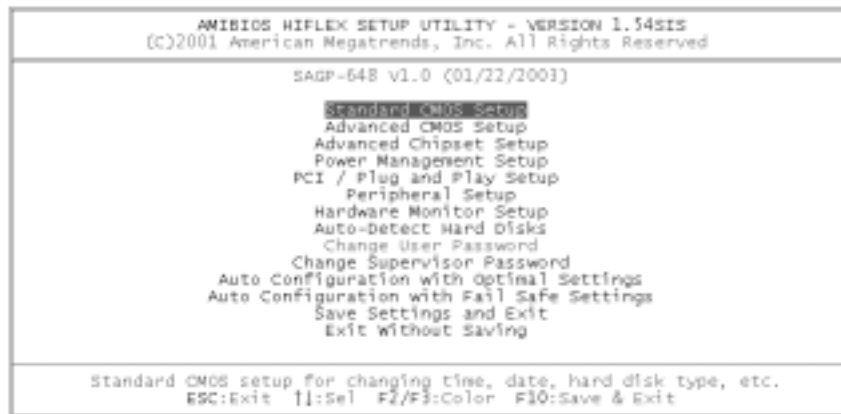 AMIBIOS HIFLEX SETUP UTILITY - VERSION 1.54SIS
(C)2001 American Megatrends, Inc. All Rights Reserved
SAGP-648 v1.0 (01/22/2003)
Standard CMOS Setup
Advanced CMOS Setup
Advanced Chipset Setup
Power Management Setup
PCI / Plug and Play Setup
Peripheral Setup
Hardware Monitor Setup
Auto-Detect Hard Disks
Change User Password
Change Supervisor Password
Auto Configuration with Optimal Settings
Auto Configuration with Fail Safe Settings
Save Settings and Exit
Exit Without Saving
Standard CMOS setup for changing time, date, hard disk type, etc.
ESC:Exit ↑↓:Sel F2/F3:Color F10:Save & Exit